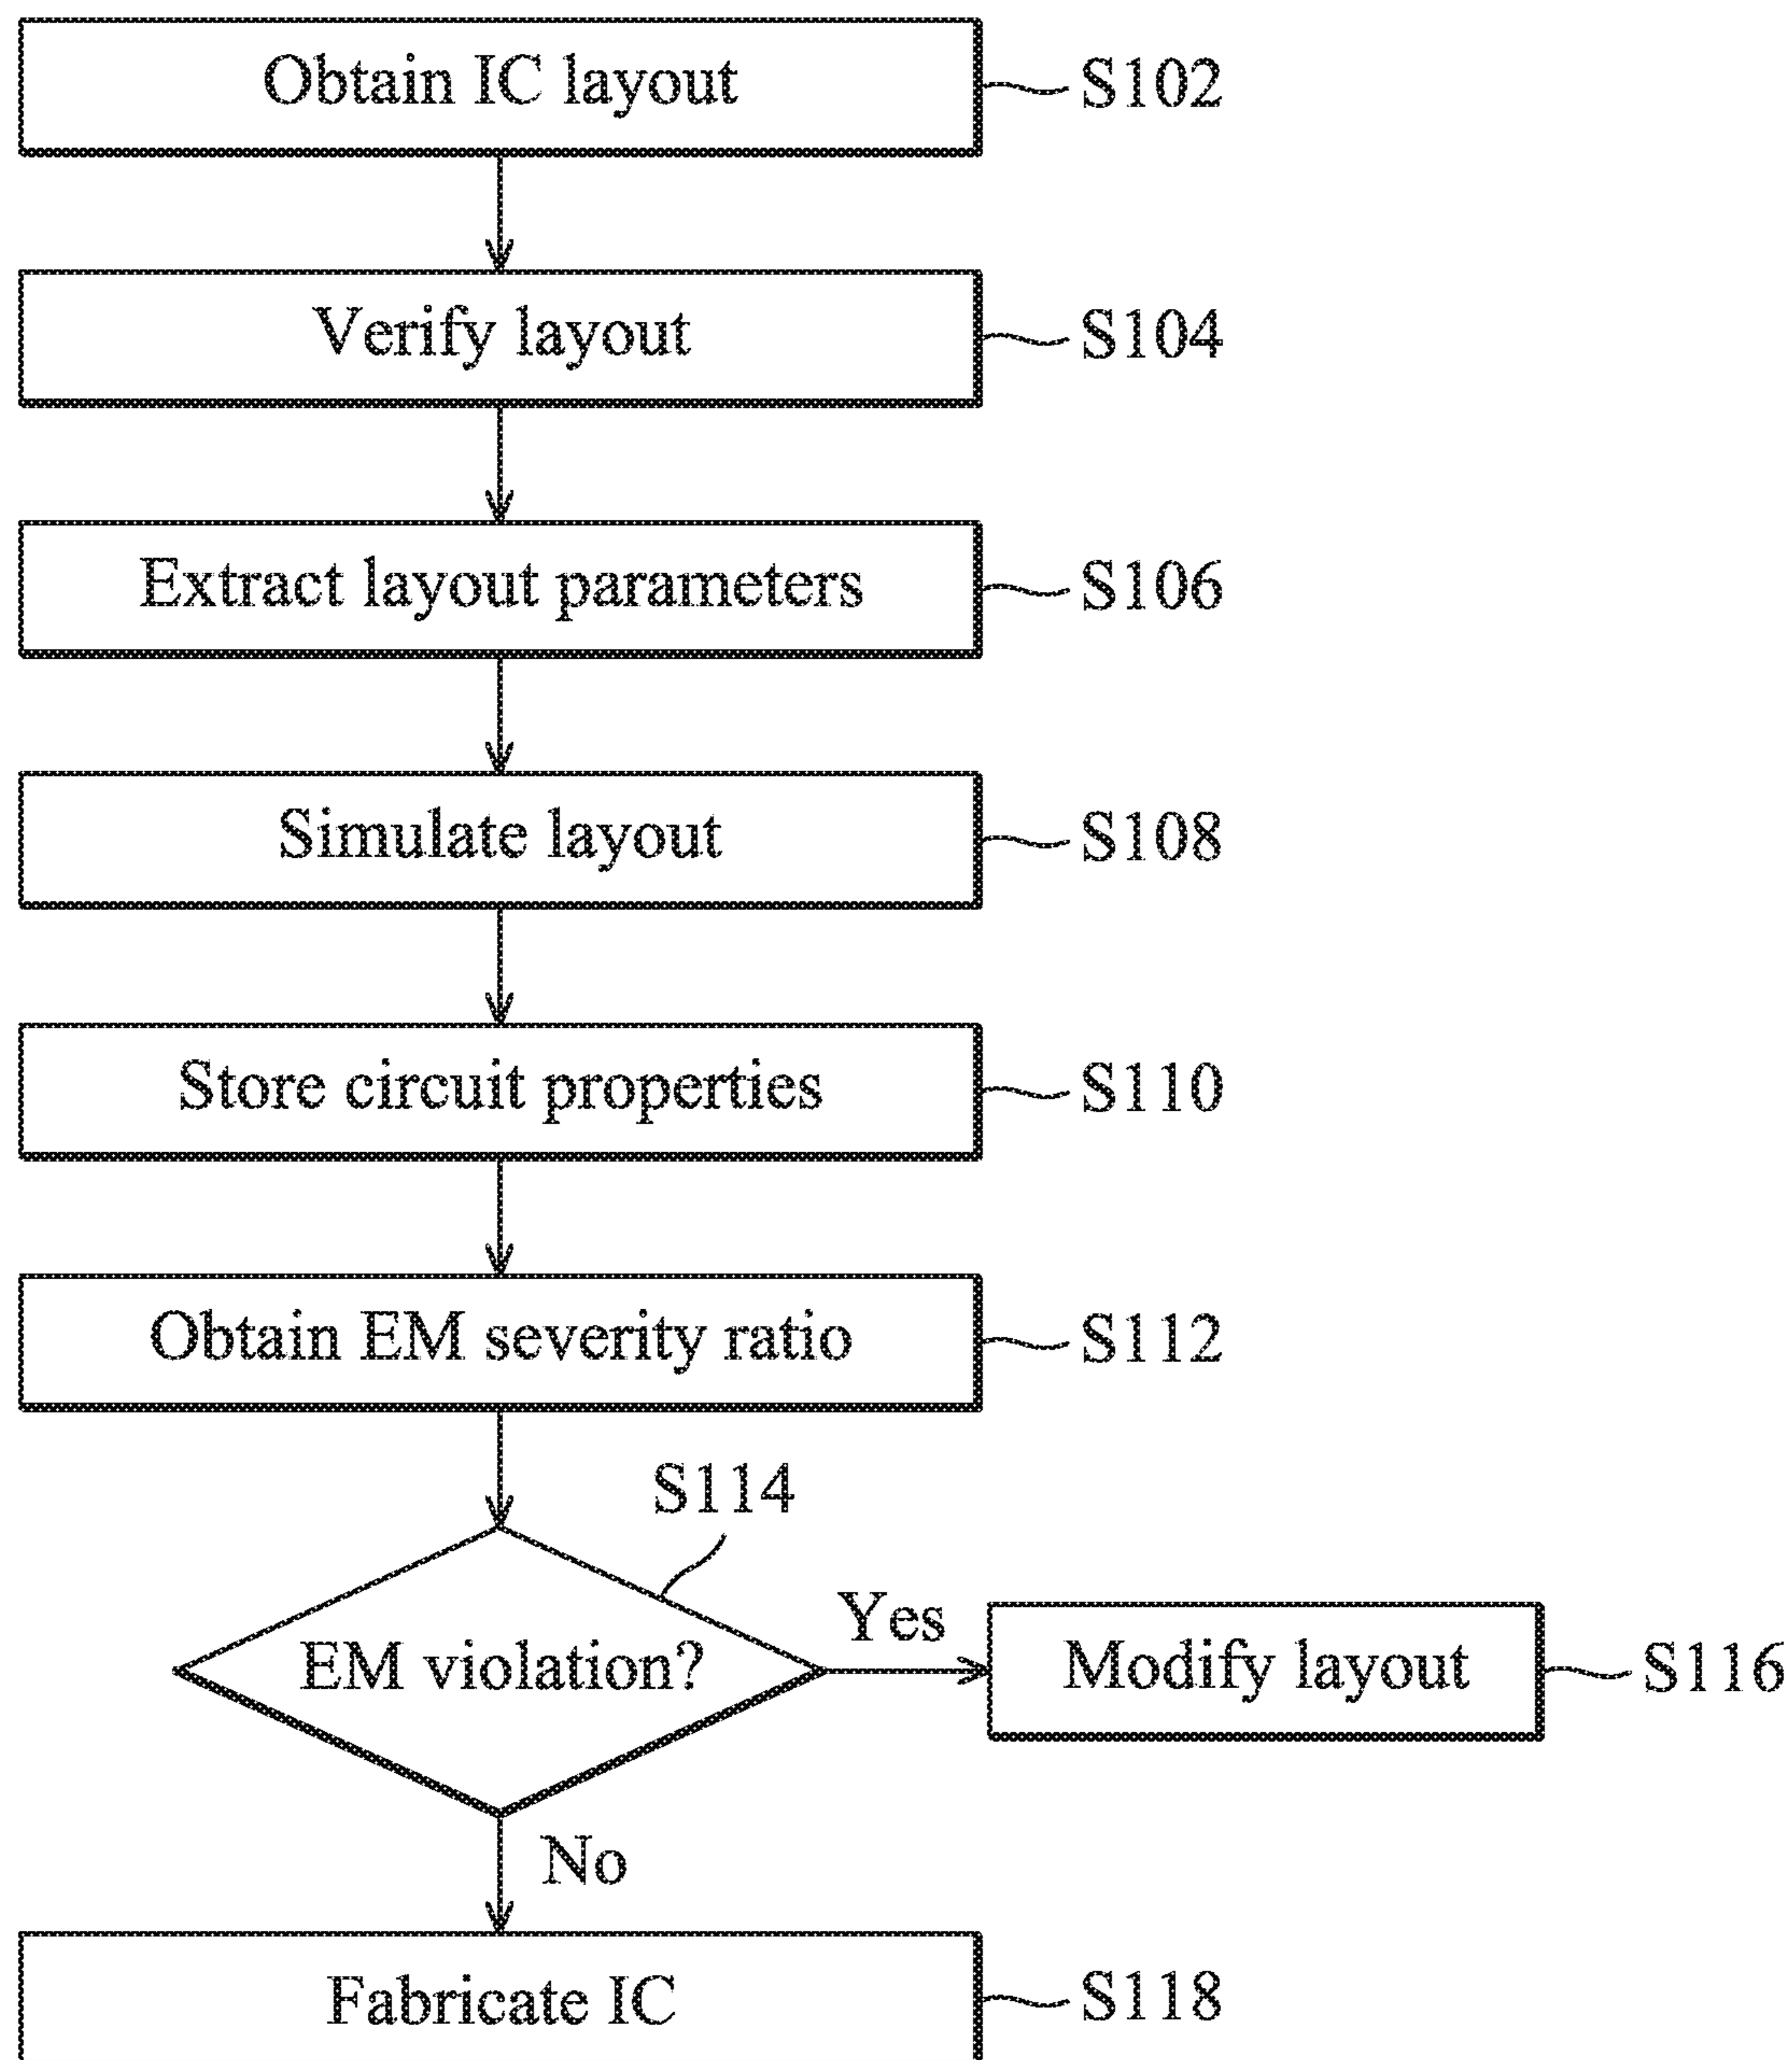 Obtain IC layout S102
Verify layout S104
Extract layout parameters S106
Simulate layout S108
Store circuit properties S110
Obtain EM severity ratio S112
S114
EM violation?
Yes
Modify layout S116
No
Fabricate IC S118